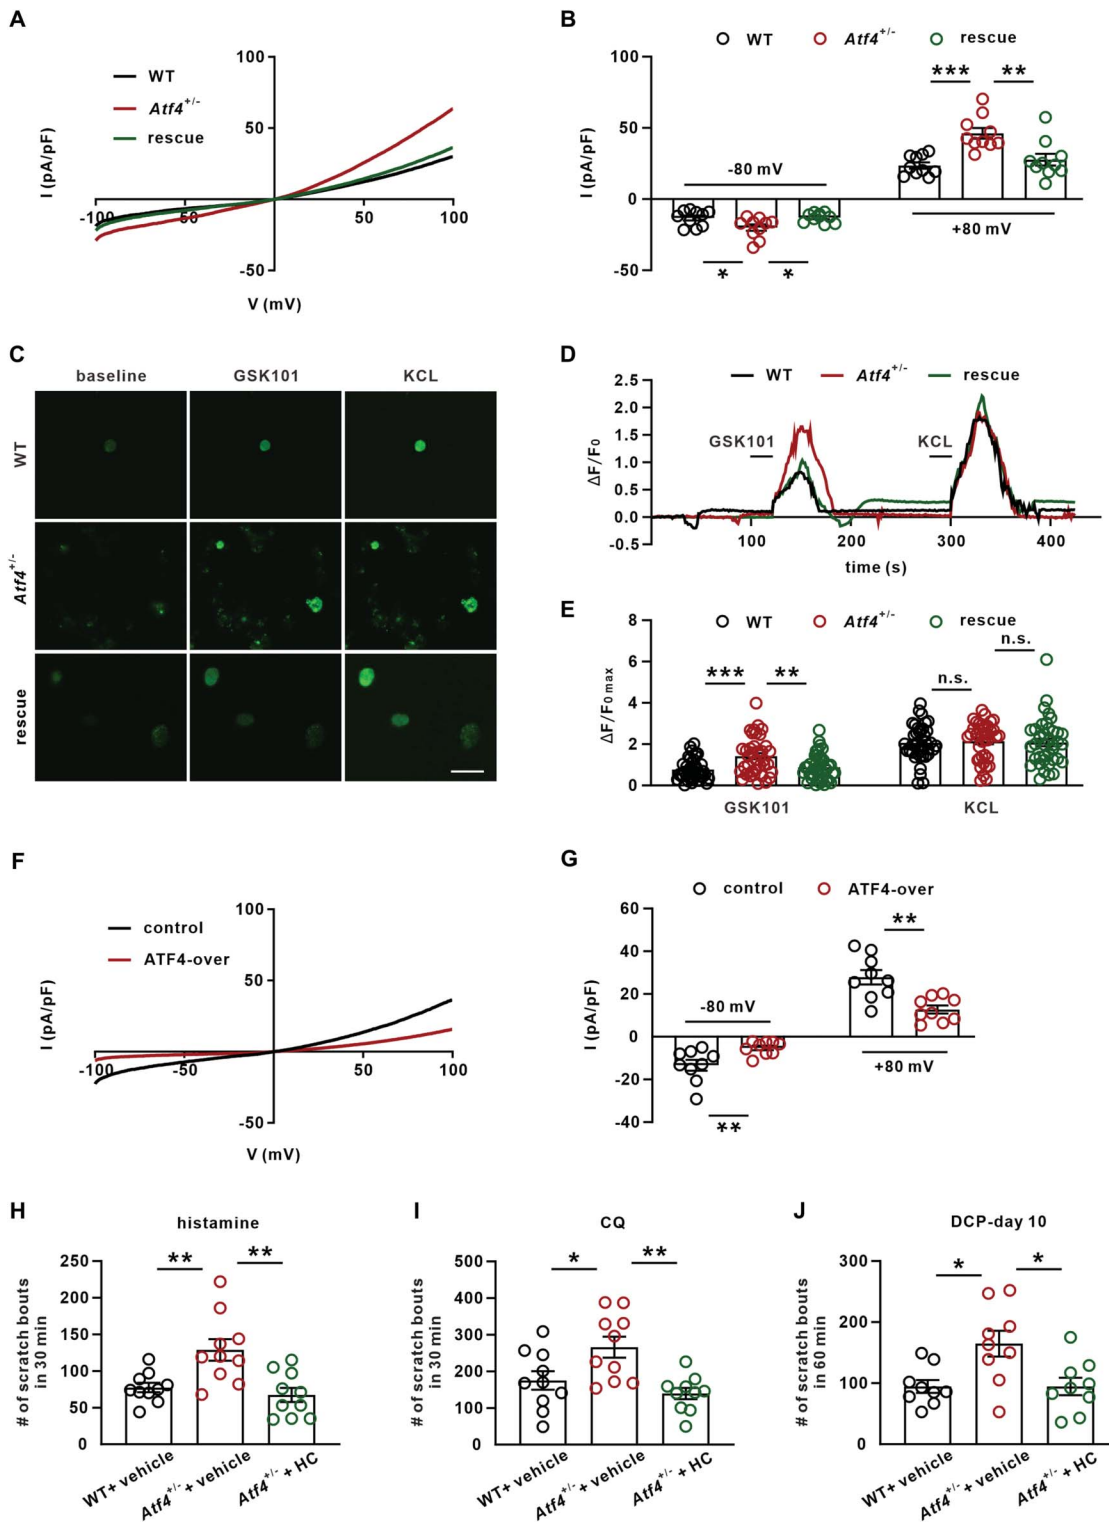 A
WT
Atf4+/-
rescue
I (pA/pF)
100
50
-50
-100
-50
50
100
V (mV)
B
WT
Atf4+/-
rescue
I (pA/pF)
100
50
0
-50
-80 mV
+80 mV
***
**
*
*
C
baseline
GSK101
KCL
WT
Atf4+/-
rescue
D
WT
Atf4+/-
rescue
ΔF/F0
2.5
2.0
1.5
1.0
0.5
0.0
-0.5
GSK101
KCL
100
200
300
400
time (s)
E
WT
Atf4+/-
rescue
ΔF/F0 max
8
6
4
2
0
***
**
n.s.
n.s.
GSK101
KCL
F
control
ATF4-over
I (pA/pF)
100
50
-50
-100
-50
50
100
V (mV)
G
control
ATF4-over
I (pA/pF)
60
40
20
0
-20
-40
-80 mV
+80 mV
**
**
H
histamine
# of scratch bouts
in 30 min
250
200
150
100
50
0
**
**
WT+ vehicle
Atf4+/-+ vehicle
Atf4+/- + HC
I
CQ
# of scratch bouts
in 30 min
500
400
300
200
100
0
*
**
WT+ vehicle
Atf4+/-+ vehicle
Atf4+/- + HC
J
DCP-day 10
# of scratch bouts
in 60 min
300
200
100
0
*
*
WT+ vehicle
Atf4+/-+ vehicle
Atf4+/- + HC